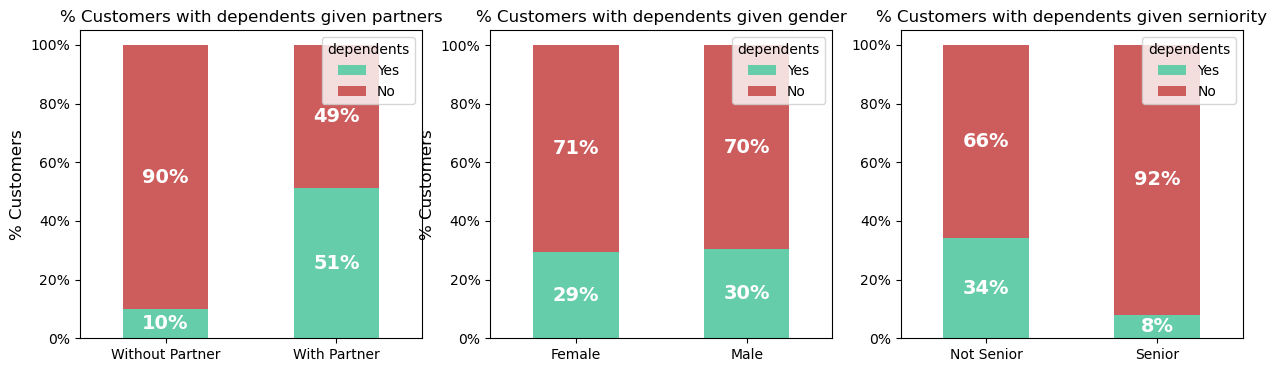 % Customers with dependents given partners
% Customers
100%
80%
60%
40%
20%
0%
dependents
Yes
No
90%
10%
49%
51%
Without Partner
With Partner
% Customers with dependents given gender
% Customers
100%
80%
60%
40%
20%
0%
dependents
Yes
No
71%
29%
70%
30%
Female
Male
% Customers with dependents given serniority
100%
80%
60%
40%
20%
0%
dependents
Yes
No
66%
34%
92%
8%
Not Senior
Senior